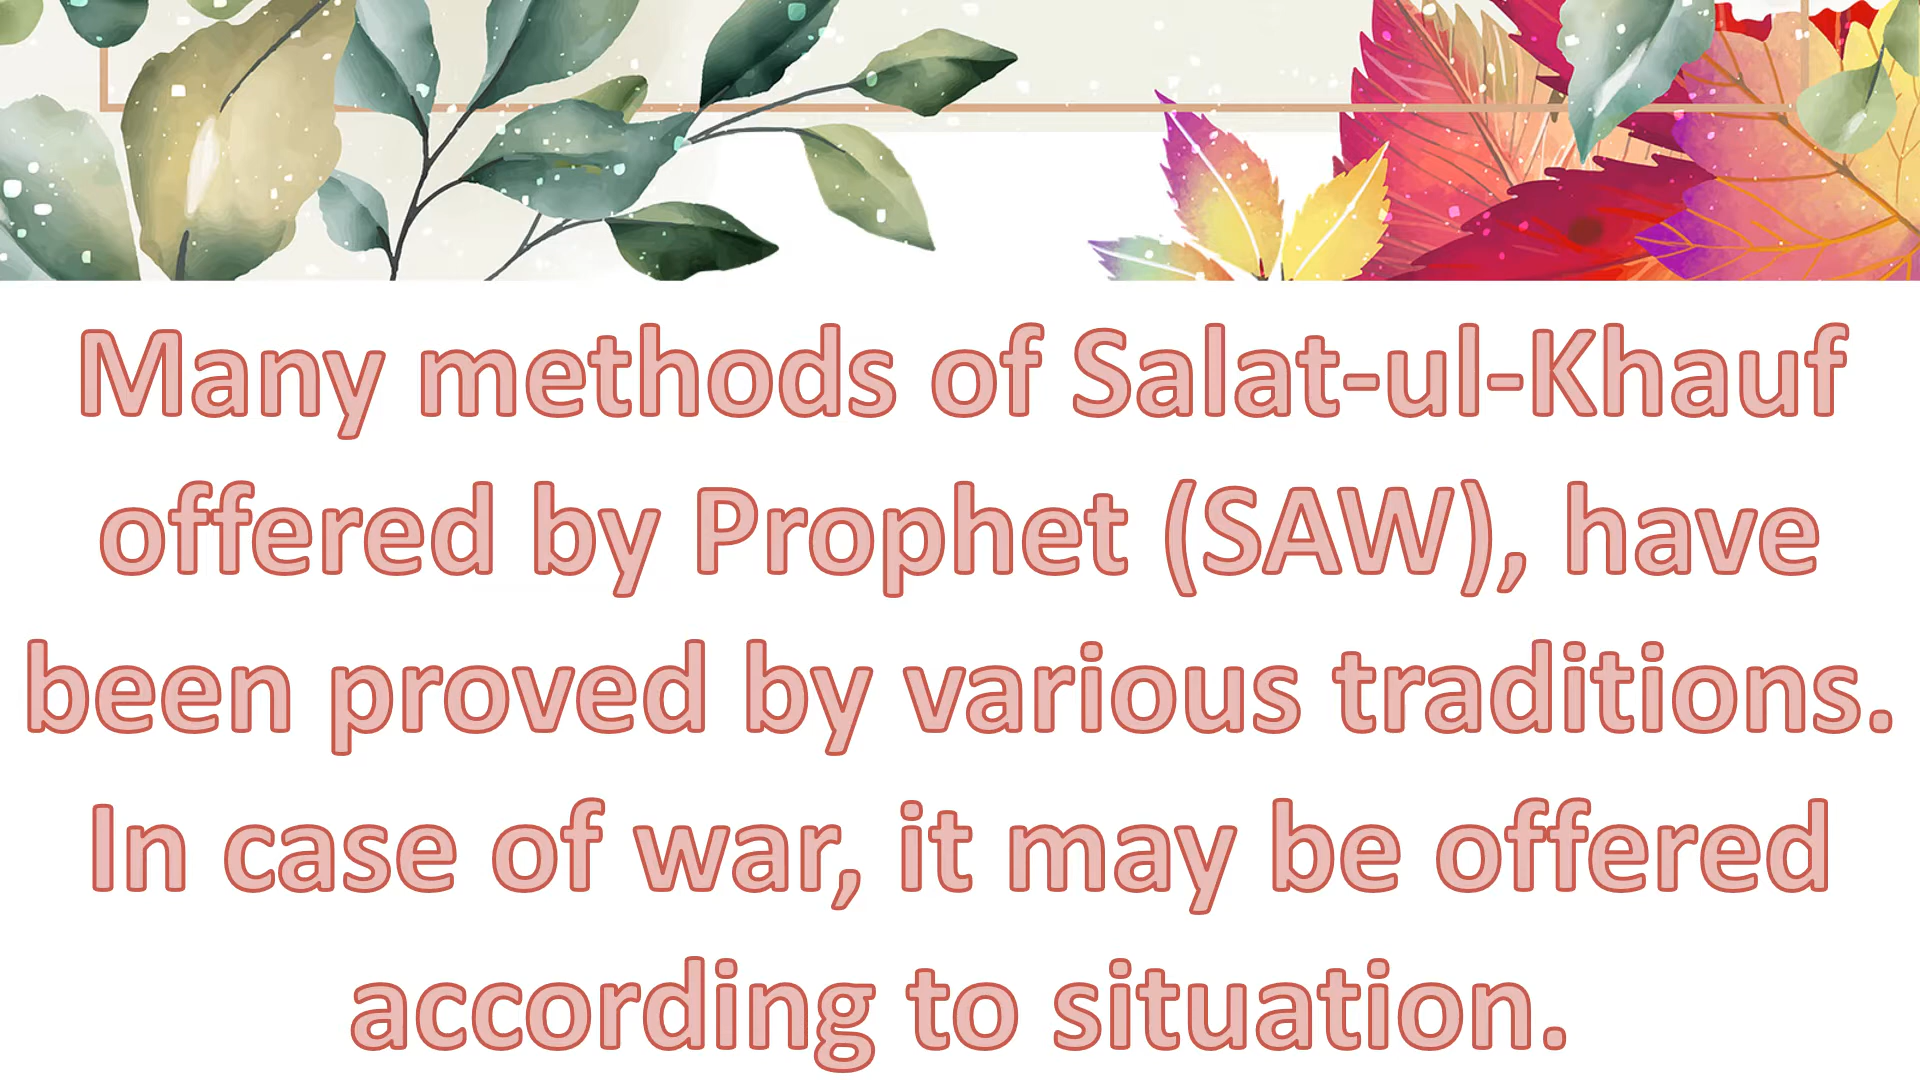 Many methods of Salat-ul-Khauf
offered by Prophet (SAW), have
been proved by various traditions.
In case of war, it may be offered
according to situation.